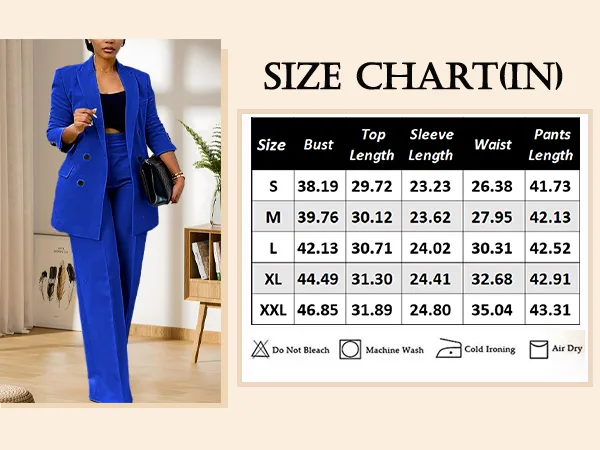 SIZE CHART(IN)
Size Bust Top Length Sleeve Length Waist Pants Length
S 38.19 29.72 23.23 26.38 41.73
M 39.76 30.12 23.62 27.95 42.13
L 42.13 30.71 24.02 30.31 42.52
XL 44.49 31.30 24.41 32.68 42.91
XXL 46.85 31.89 24.80 35.04 43.31
Do Not Bleach Machine Wash Cold Ironing Air Dry